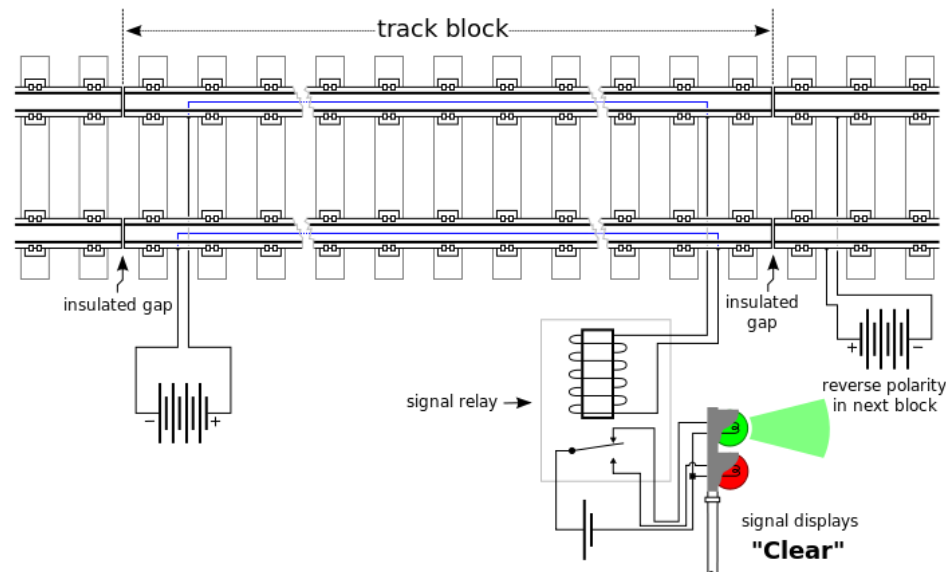 track block
insulated gap
insulated
gap
− +
+ −
reverse polarity
in next block
signal relay
signal displays
"Clear"